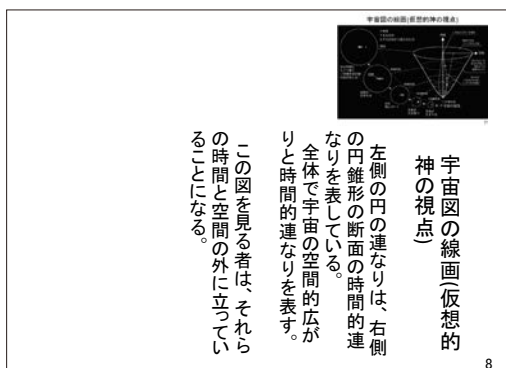 宇宙図の線画(仮想的神の視点)
宇宙図の線画(仮想的
神の視点)
左側の円の連なりは、右側
の円錐形の断面の時間的連
なりを表している。
全体で宇宙の空間的広が
りと時間的連なりを表す。
この図を見る者は、それら
の時間と空間の外に立ってい
ることになる。
8